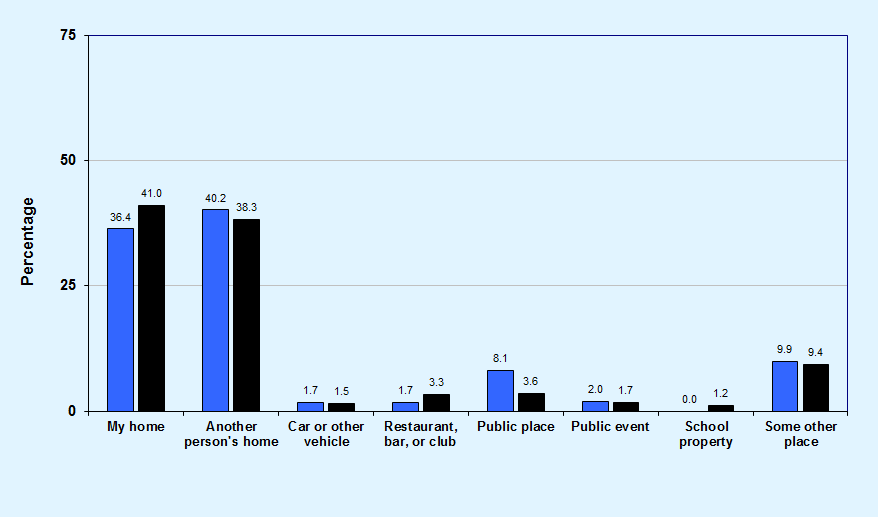 75
50
25
0
Percentage
36.4
41.0
40.2
38.3
1.7
1.5
1.7
3.3
8.1
3.6
2.0
1.7
0.0
1.2
9.9
9.4
My home
Another
person's home
Car or other
vehicle
Restaurant,
bar, or club
Public place
Public event
School
property
Some other
place